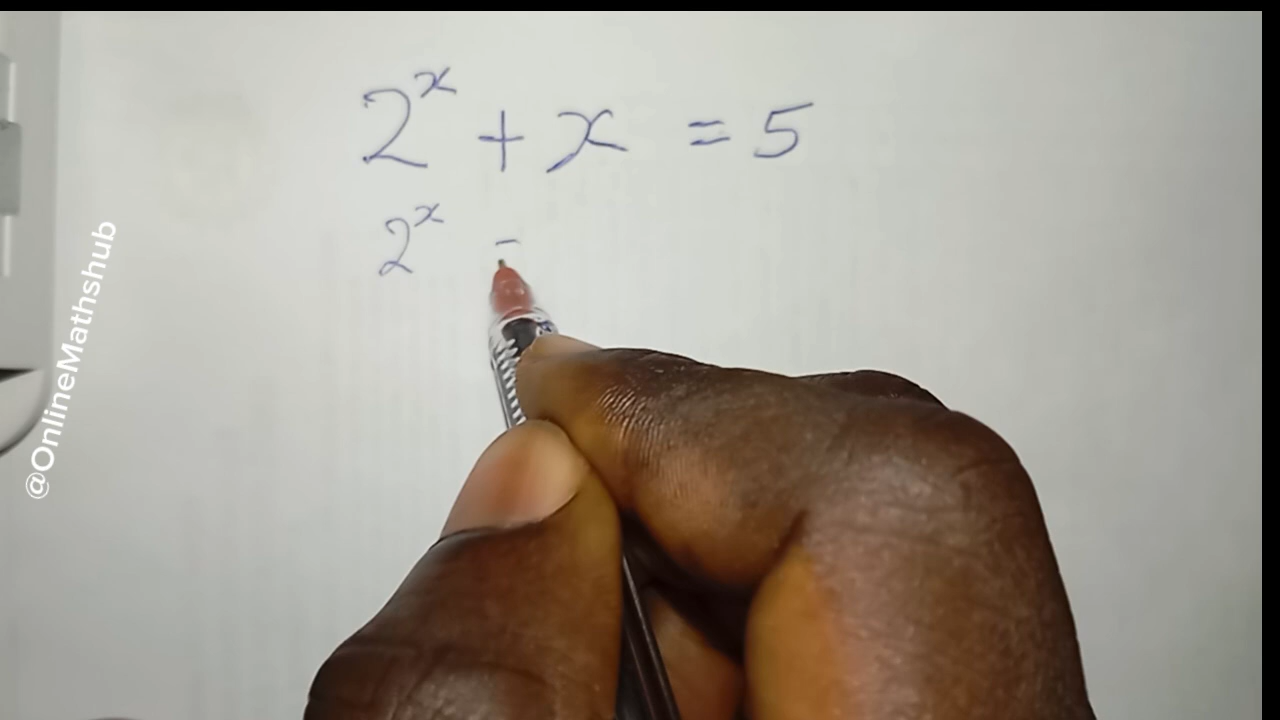 2^x + x = 5
2^x -
@OnlineMathshub